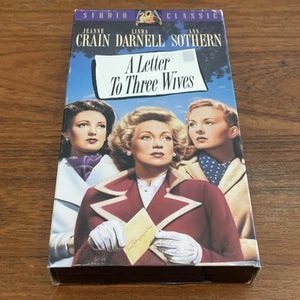 STUDIO CLASSIC
JEANNE LINDA ANN
CRAIN DARNELL SOTHERN
A Letter
To Three Wives